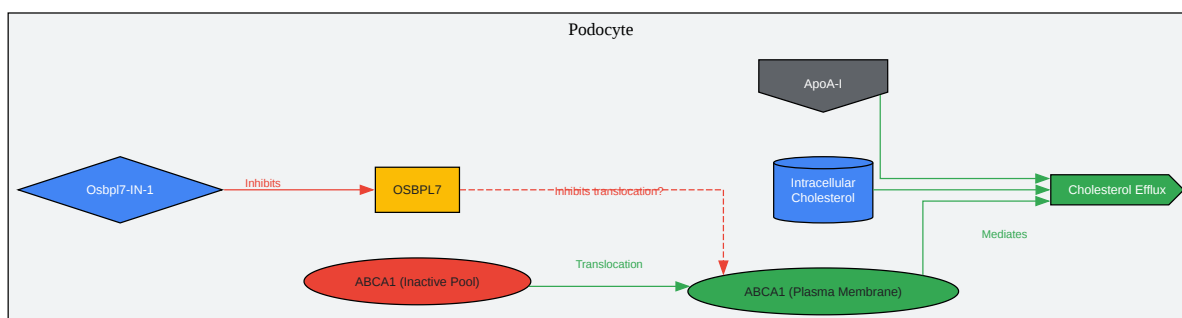 Podocyte
ApoA-I
Osbpl7-IN-1
Inhibits
OSBPL7
Inhibits translocation?
Intracellular
Cholesterol
Cholesterol Efflux
Mediates
Translocation
ABCA1 (Inactive Pool)
ABCA1 (Plasma Membrane)